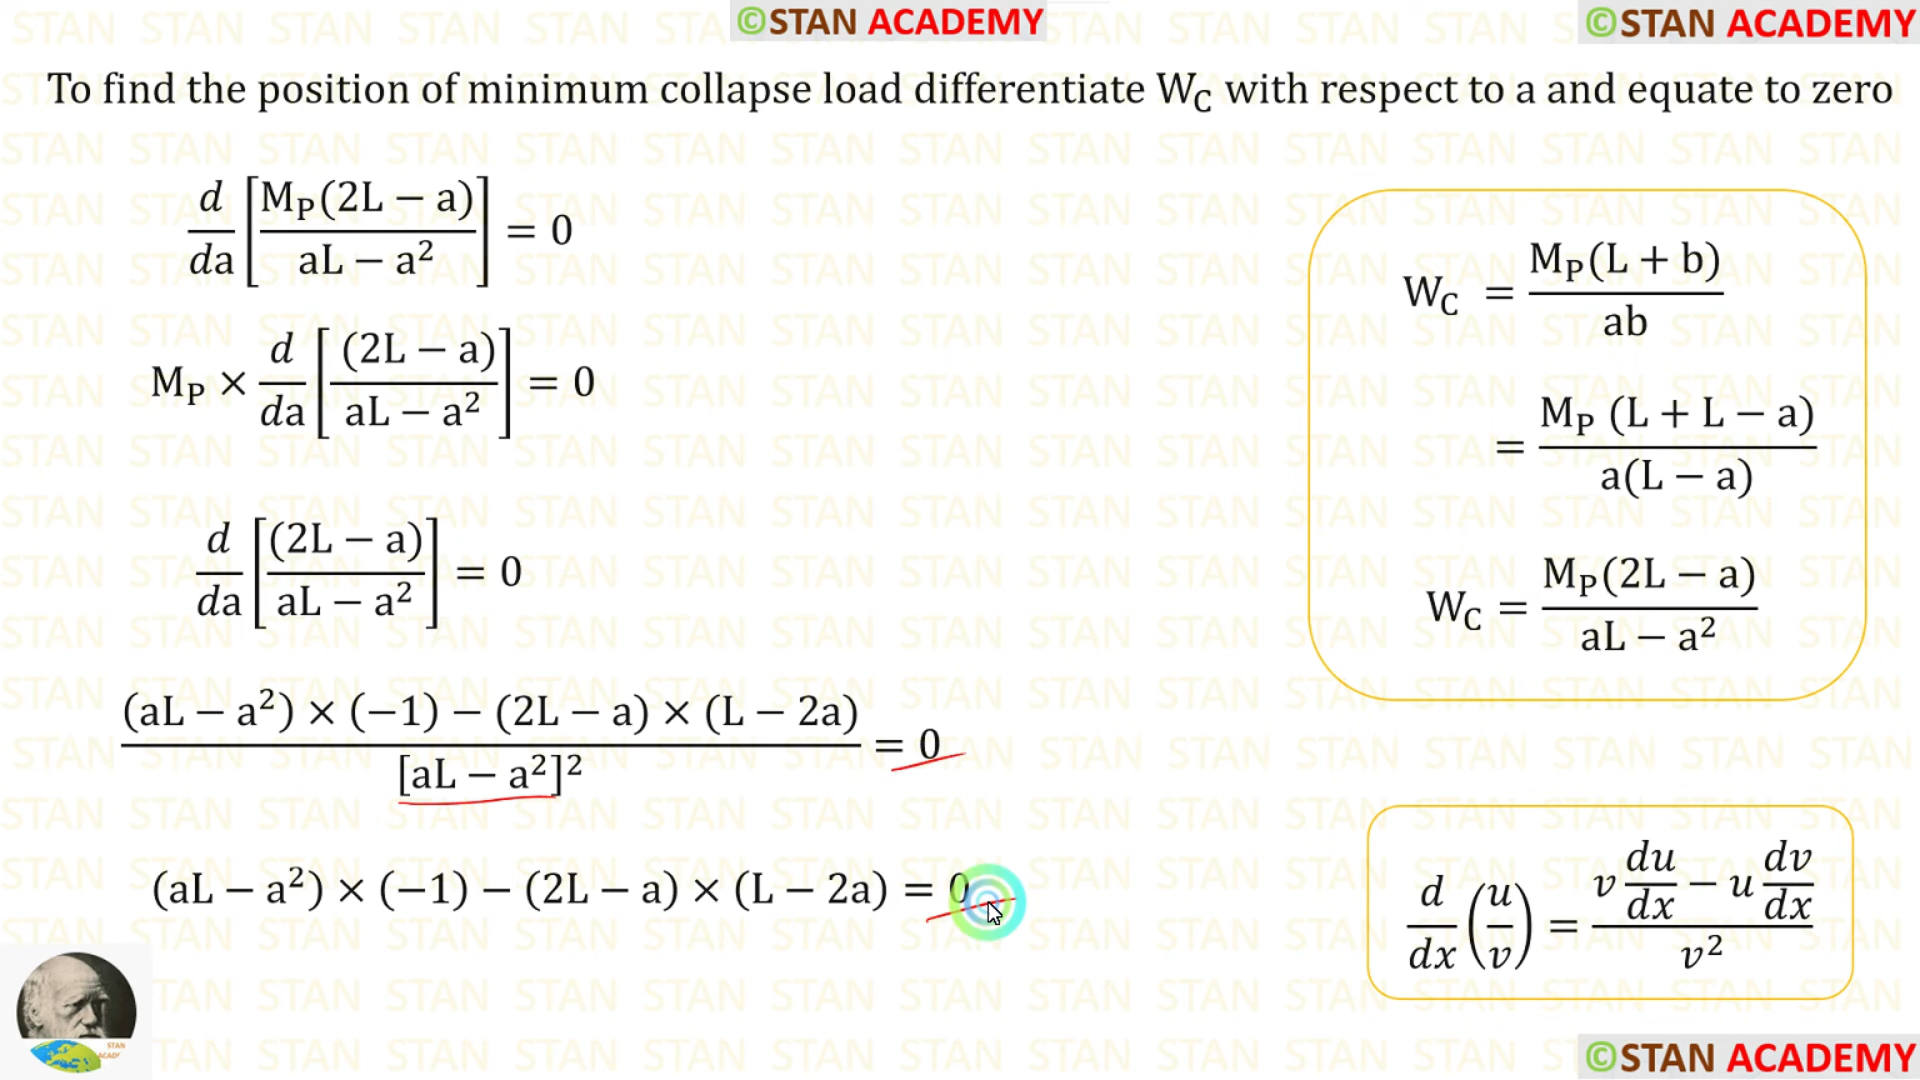 ©STAN ACADEMY
©STAN ACADEMY
To find the position of minimum collapse load differentiate W_C with respect to a and equate to zero
d/da [M_P(2L − a) / (aL − a²)] = 0
M_P × d/da [(2L − a) / (aL − a²)] = 0
d/da [(2L − a) / (aL − a²)] = 0
((aL − a²) × (−1) − (2L − a) × (L − 2a)) / [aL − a²]² = 0
(aL − a²) × (−1) − (2L − a) × (L − 2a) = 0
W_C = M_P(L + b) / ab
= M_P (L + L − a) / a(L − a)
W_C = M_P(2L − a) / (aL − a²)
d/dx (u/v) = (v du/dx − u dv/dx) / v²
STAN
ACADY
©STAN ACADEMY